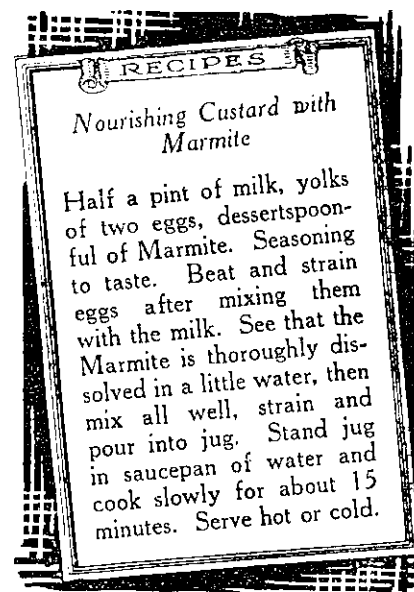 RECIPES
Nourishing Custard with
Marmite
Half a pint of milk, yolks
of two eggs, dessertspoon-
ful of Marmite. Seasoning
to taste. Beat and strain
eggs after mixing them
with the milk. See that the
Marmite is thoroughly dis-
solved in a little water, then
mix all well, strain and
pour into jug. Stand jug
in saucepan of water and
cook slowly for about 15
minutes. Serve hot or cold.